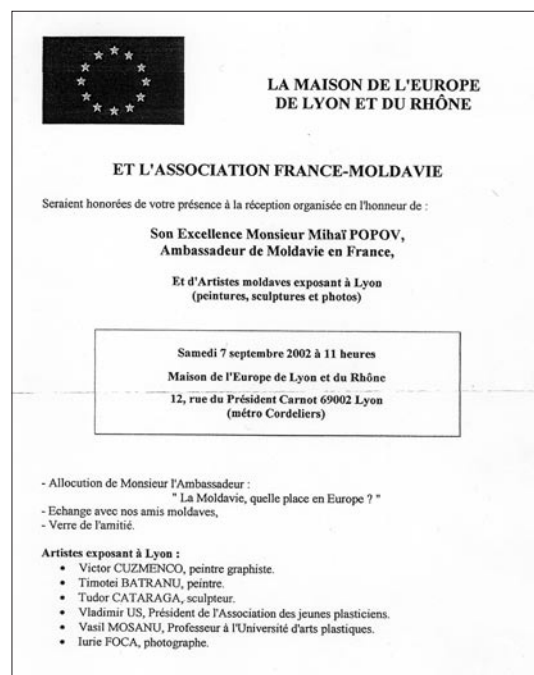 LA MAISON DE L'EUROPE
DE LYON ET DU RHÔNE
ET L'ASSOCIATION FRANCE-MOLDAVIE
Seraient honorées de votre présence à la réception organisée en l'honneur de :
Son Excellence Monsieur Mihaï POPOV,
Ambassadeur de Moldavie en France,
Et d'Artistes moldaves exposant à Lyon
(peintures, sculptures et photos)
Samedi 7 septembre 2002 à 11 heures
Maison de l'Europe de Lyon et du Rhône
12, rue du Président Carnot 69002 Lyon
(métro Cordeliers)
- Allocution de Monsieur l'Ambassadeur :
" La Moldavie, quelle place en Europe ? "
- Echange avec nos amis moldaves,
- Verre de l'amitié.
Artistes exposant à Lyon :
• Victor CUZMENCO, peintre graphiste.
• Timotei BATRANU, peintre.
• Tudor CATARAGA, sculpteur.
• Vladimir US, Président de l'Association des jeunes plasticiens.
• Vasil MOSANU, Professeur à l'Université d'arts plastiques.
• Iurie FOCA, photographe.